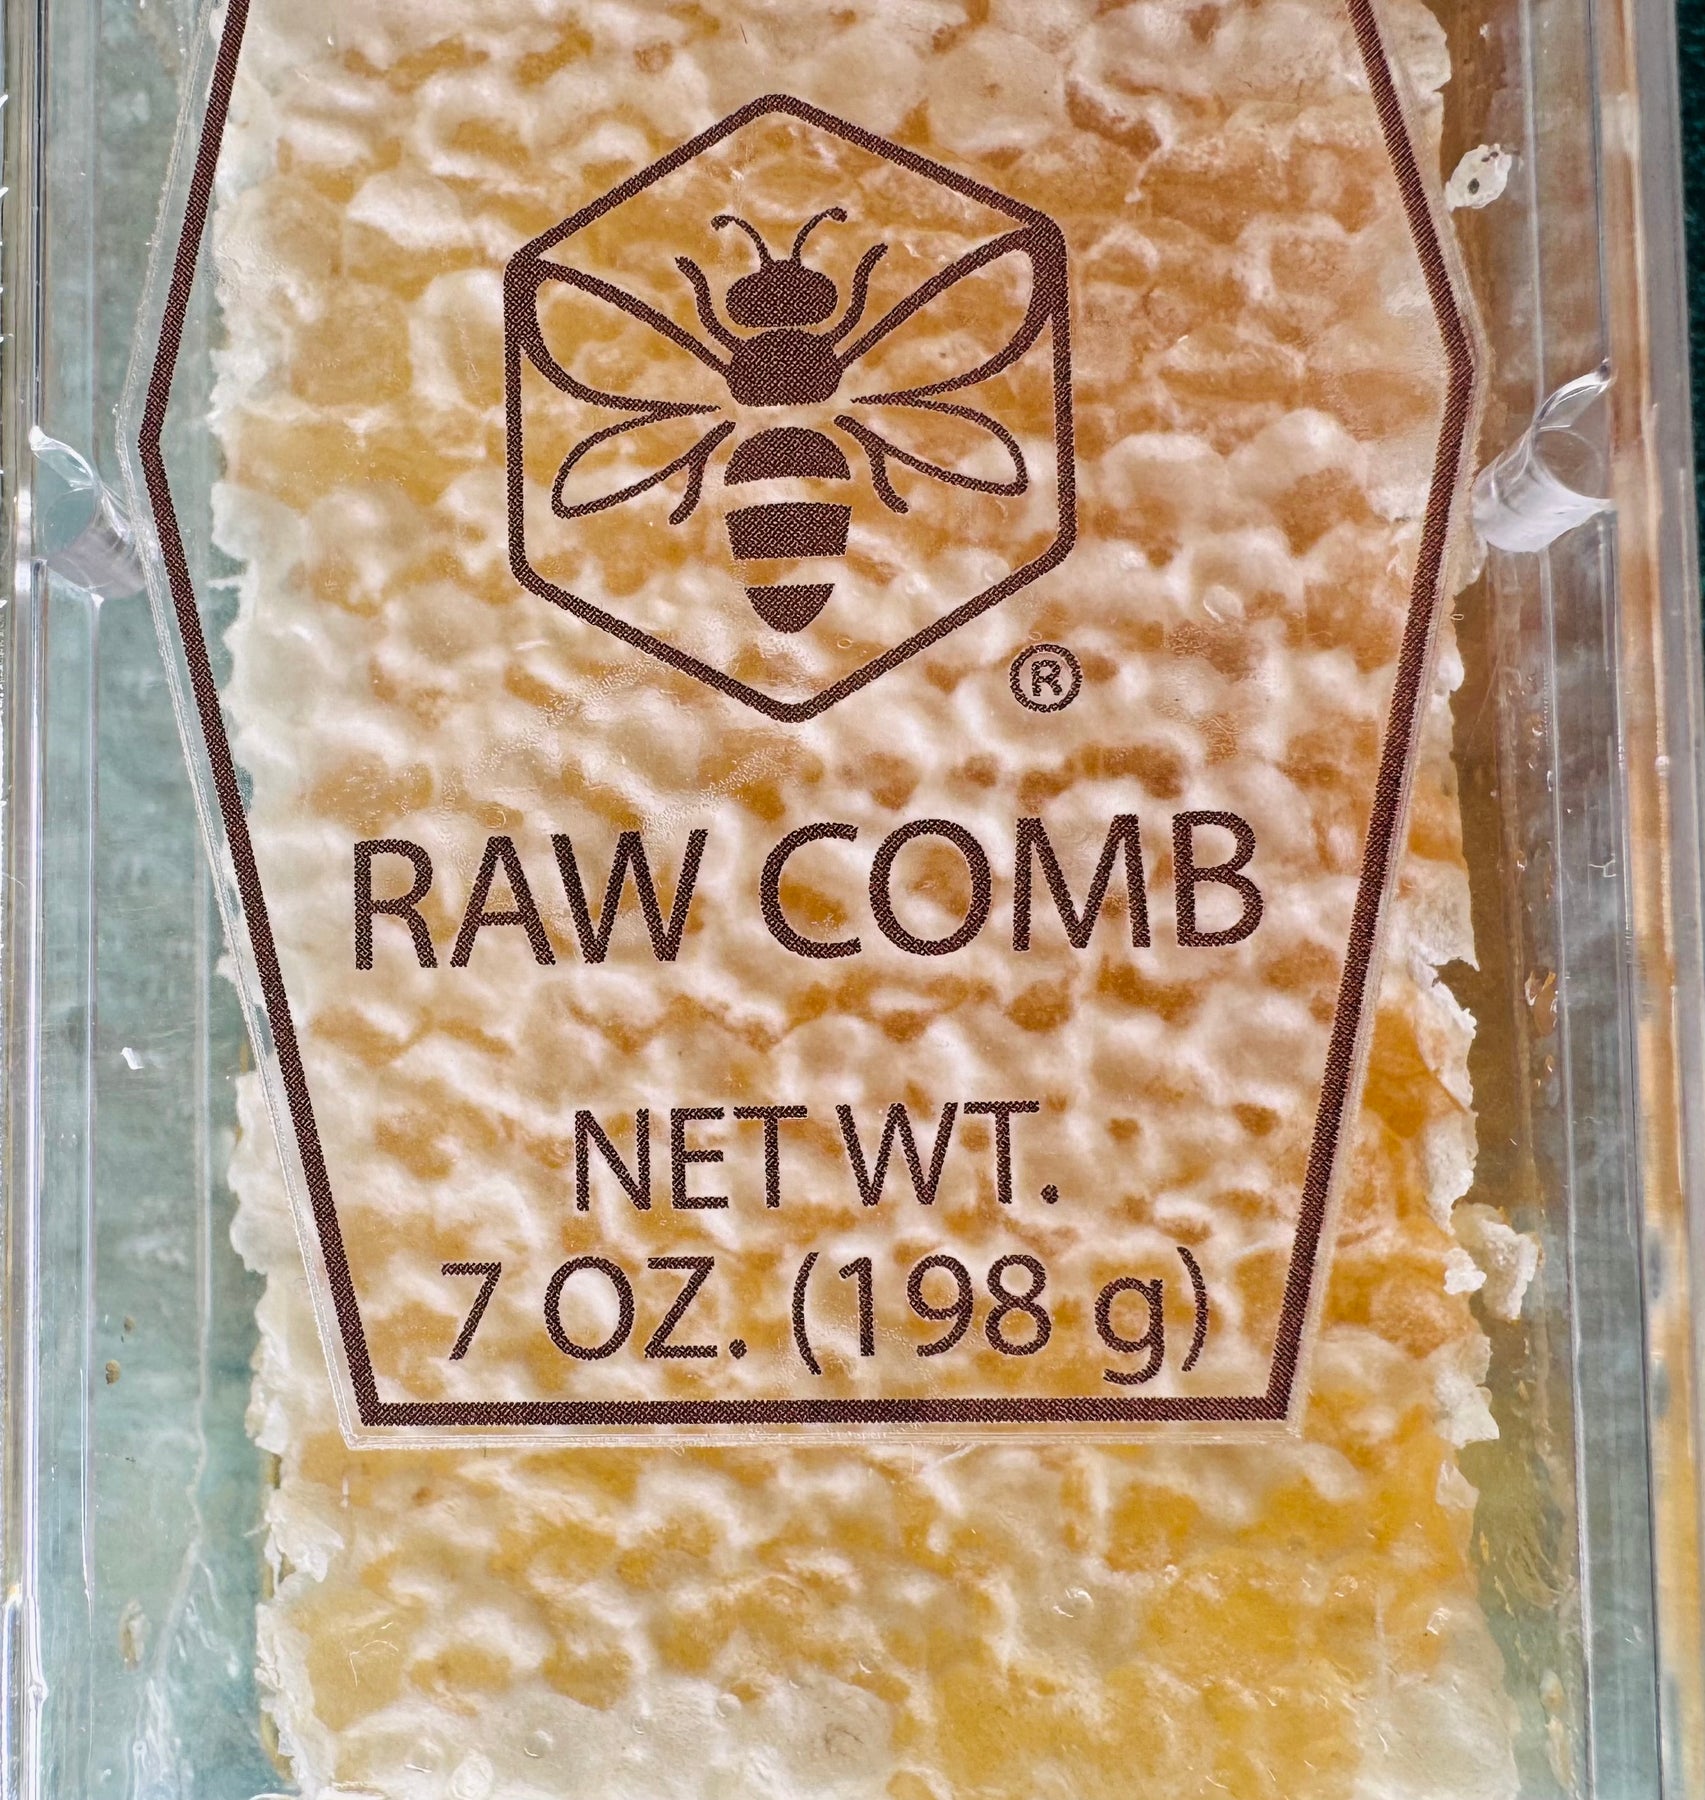 ®
RAW COMB
NET WT.
7 OZ. (198 g)